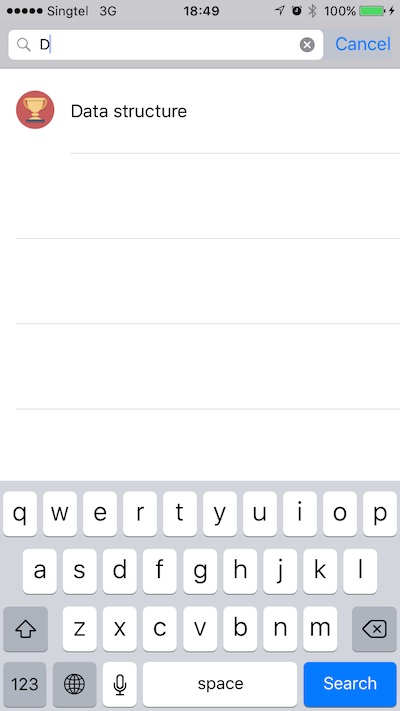 Singtel 3G 18:49 100%
D Cancel
Data structure
q w e r t y u i o p
a s d f g h j k l
z x c v b n m
123 space Search